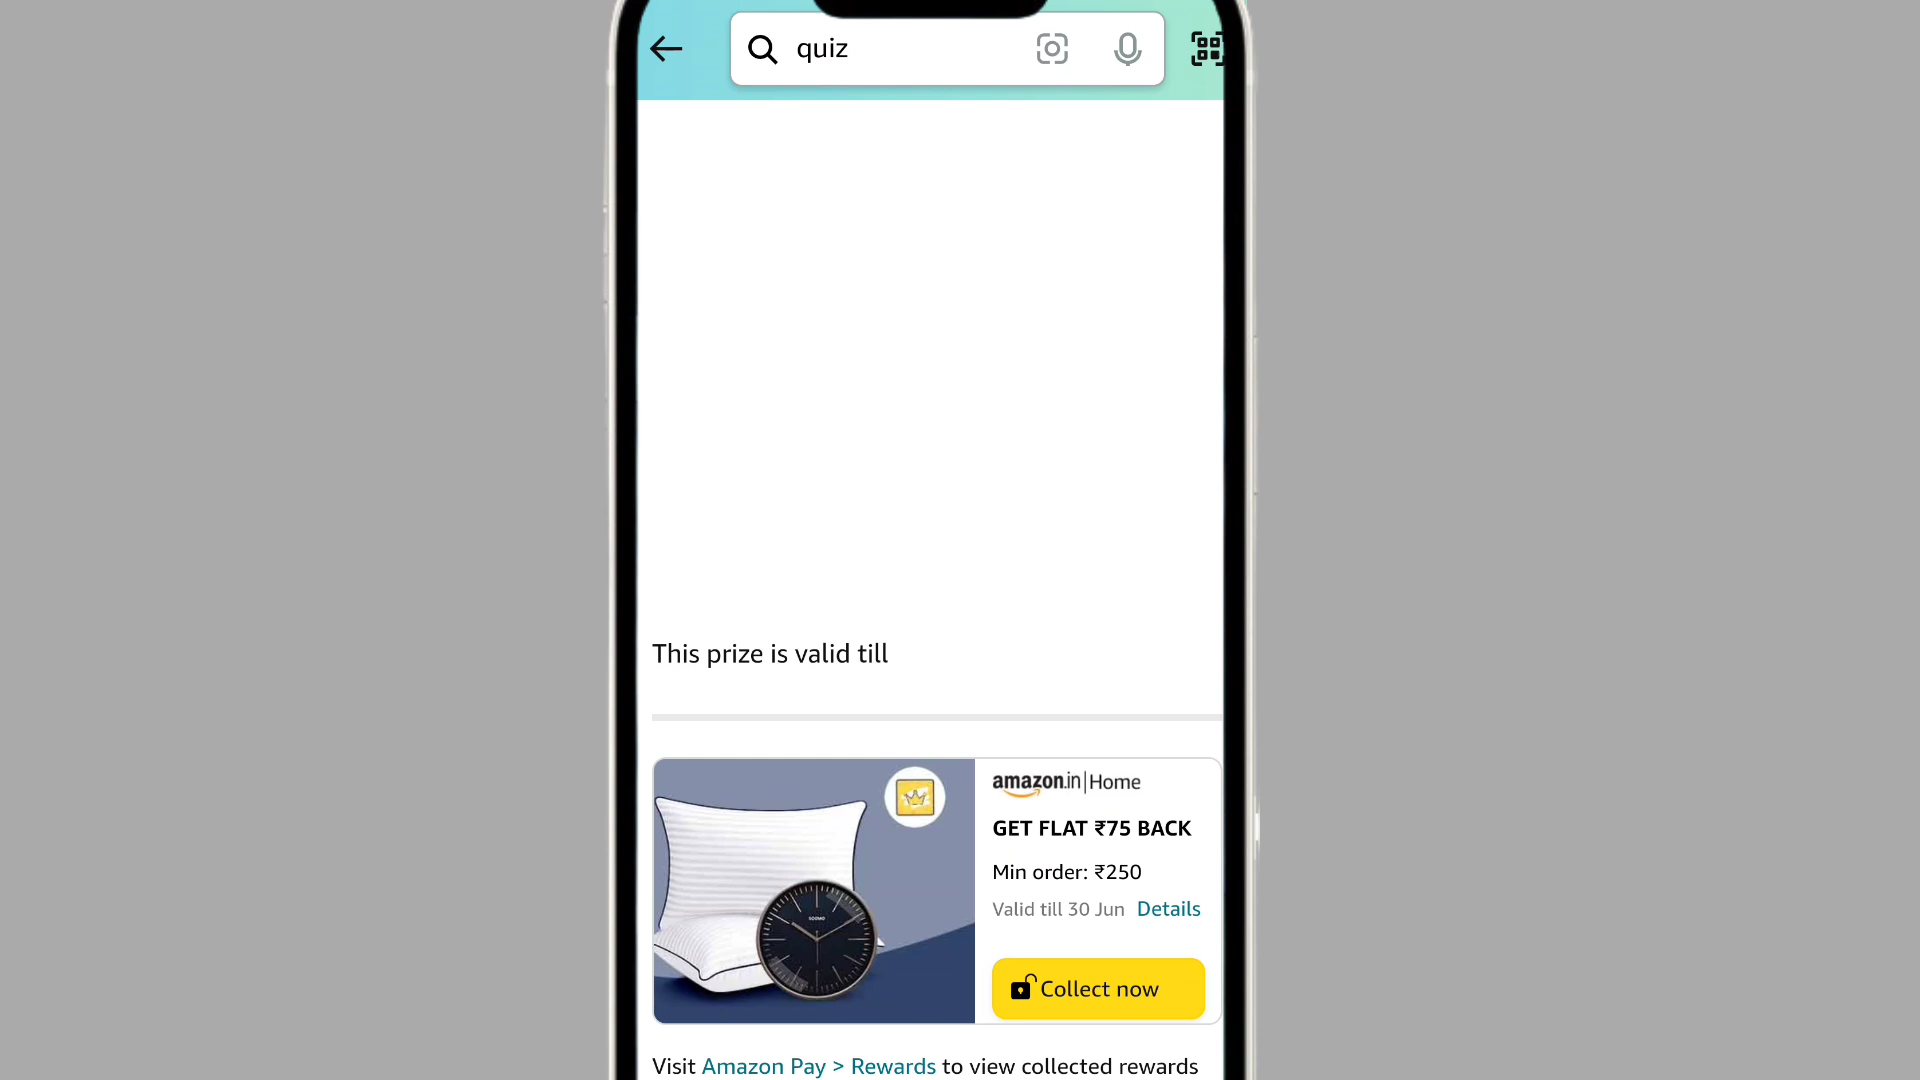 quiz
This prize is valid till
amazon.in|Home
GET FLAT ₹75 BACK
Min order: ₹250
Valid till 30 Jun Details
Collect now
Visit Amazon Pay > Rewards to view collected rewards